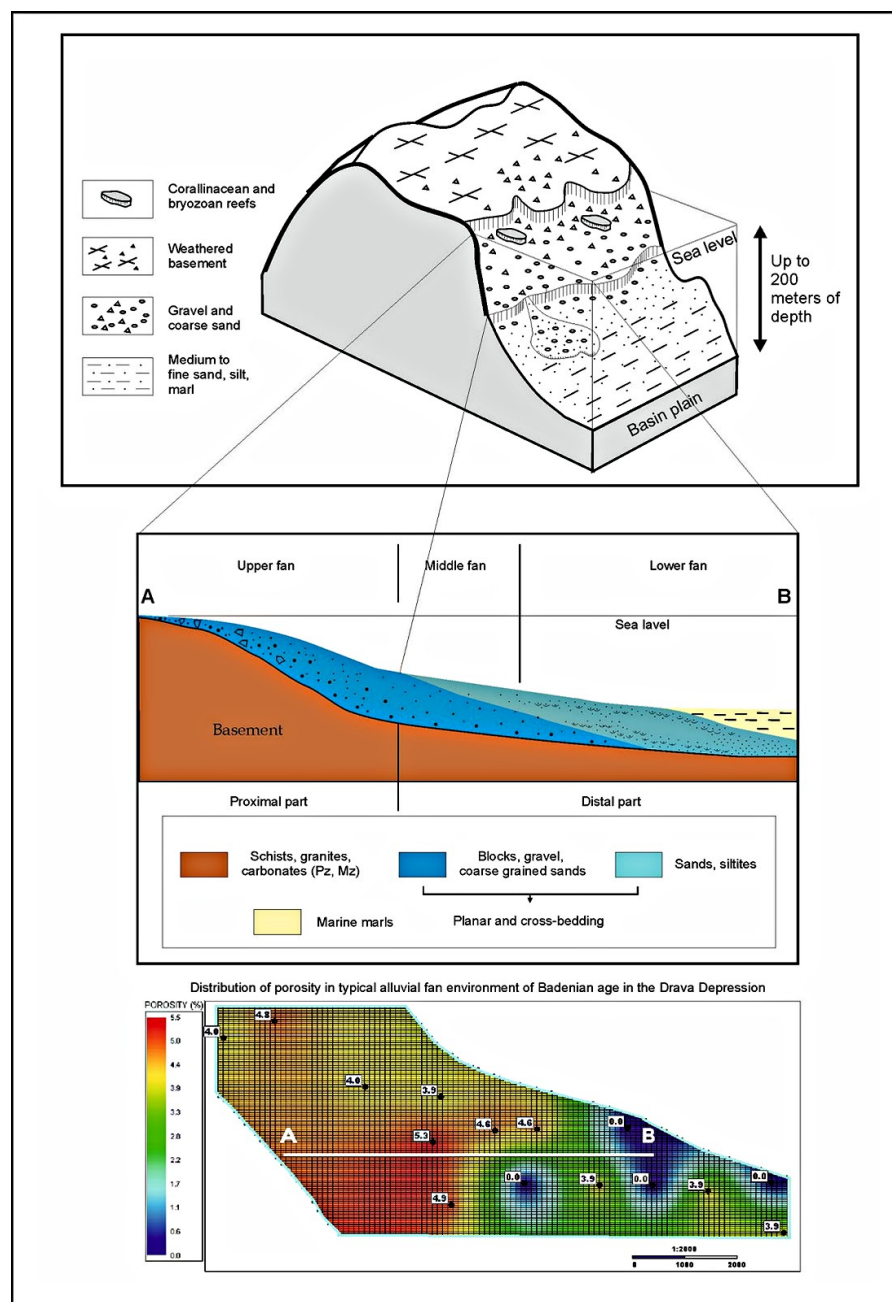 Corallinacean and
bryozoan reefs
Weathered
basement
Gravel and
coarse sand
Medium to
fine sand, silt,
marl
Sea level
Up to
200
meters of
depth
Basin plain
Upper fan
Middle fan
Lower fan
A
B
Sea lavel
Basement
Proximal part
Distal part
Schists, granites,
carbonates (Pz, Mz)
Blocks, gravel,
coarse grained sands
Sands, siltites
Marine marls
Planar and cross-bedding
Distribution of porosity in typical alluvial fan environment of Badenian age in the Drava Depression
POROSITY (%)
5.5
5.0
4.4
3.9
3.3
2.8
2.2
1.7
1.1
0.6
0.0
4.8
4.0
4.0
3.9
4.6
4.6
0.0
A
5.3
B
0.0
3.9
0.0
3.9
0.0
4.9
3.9
1:2000
0
1000
2000